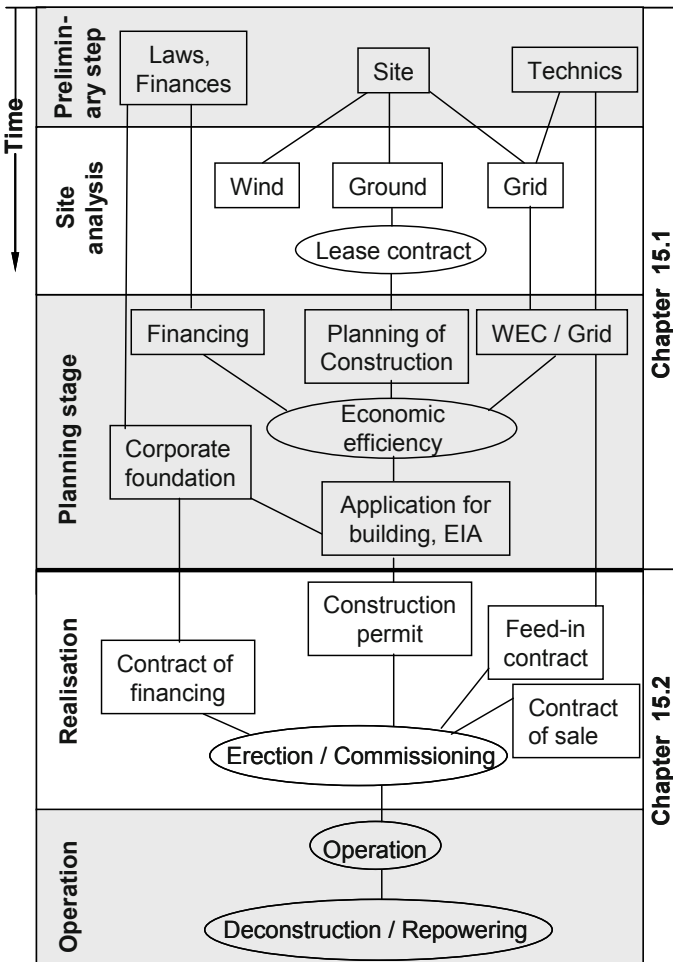 Time
Prelimin-
ary step
Laws,
Finances
Site
Technics
Site
analysis
Wind
Ground
Grid
Lease contract
Chapter 15.1
Planning stage
Financing
Planning of
Construction
WEC / Grid
Economic
efficiency
Corporate
foundation
Application for
building, EIA
Realisation
Construction
permit
Feed-in
contract
Contract of
financing
Contract
of sale
Erection / Commissioning
Chapter 15.2
Operation
Operation
Deconstruction / Repowering